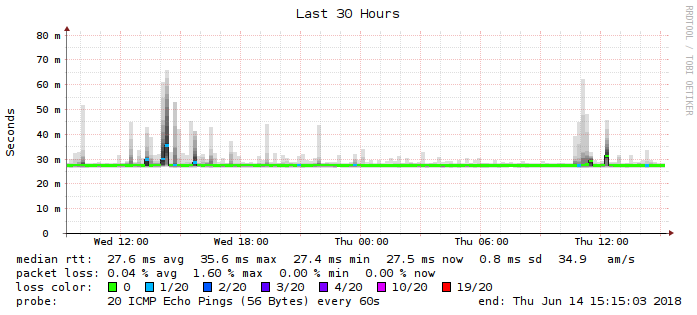 Last 30 Hours
RRDTOOL / TOBI OETIKER
Seconds
80 m
70 m
60 m
50 m
40 m
30 m
20 m
10 m
0
Wed 12:00 Wed 18:00 Thu 00:00 Thu 06:00 Thu 12:00
median rtt: 27.6 ms avg 35.6 ms max 27.4 ms min 27.5 ms now 0.8 ms sd 34.9 am/s
packet loss: 0.04 % avg 1.60 % max 0.00 % min 0.00 % now
loss color: 0 1/20 2/20 3/20 4/20 10/20 19/20
probe: 20 ICMP Echo Pings (56 Bytes) every 60s end: Thu Jun 14 15:15:03 2018